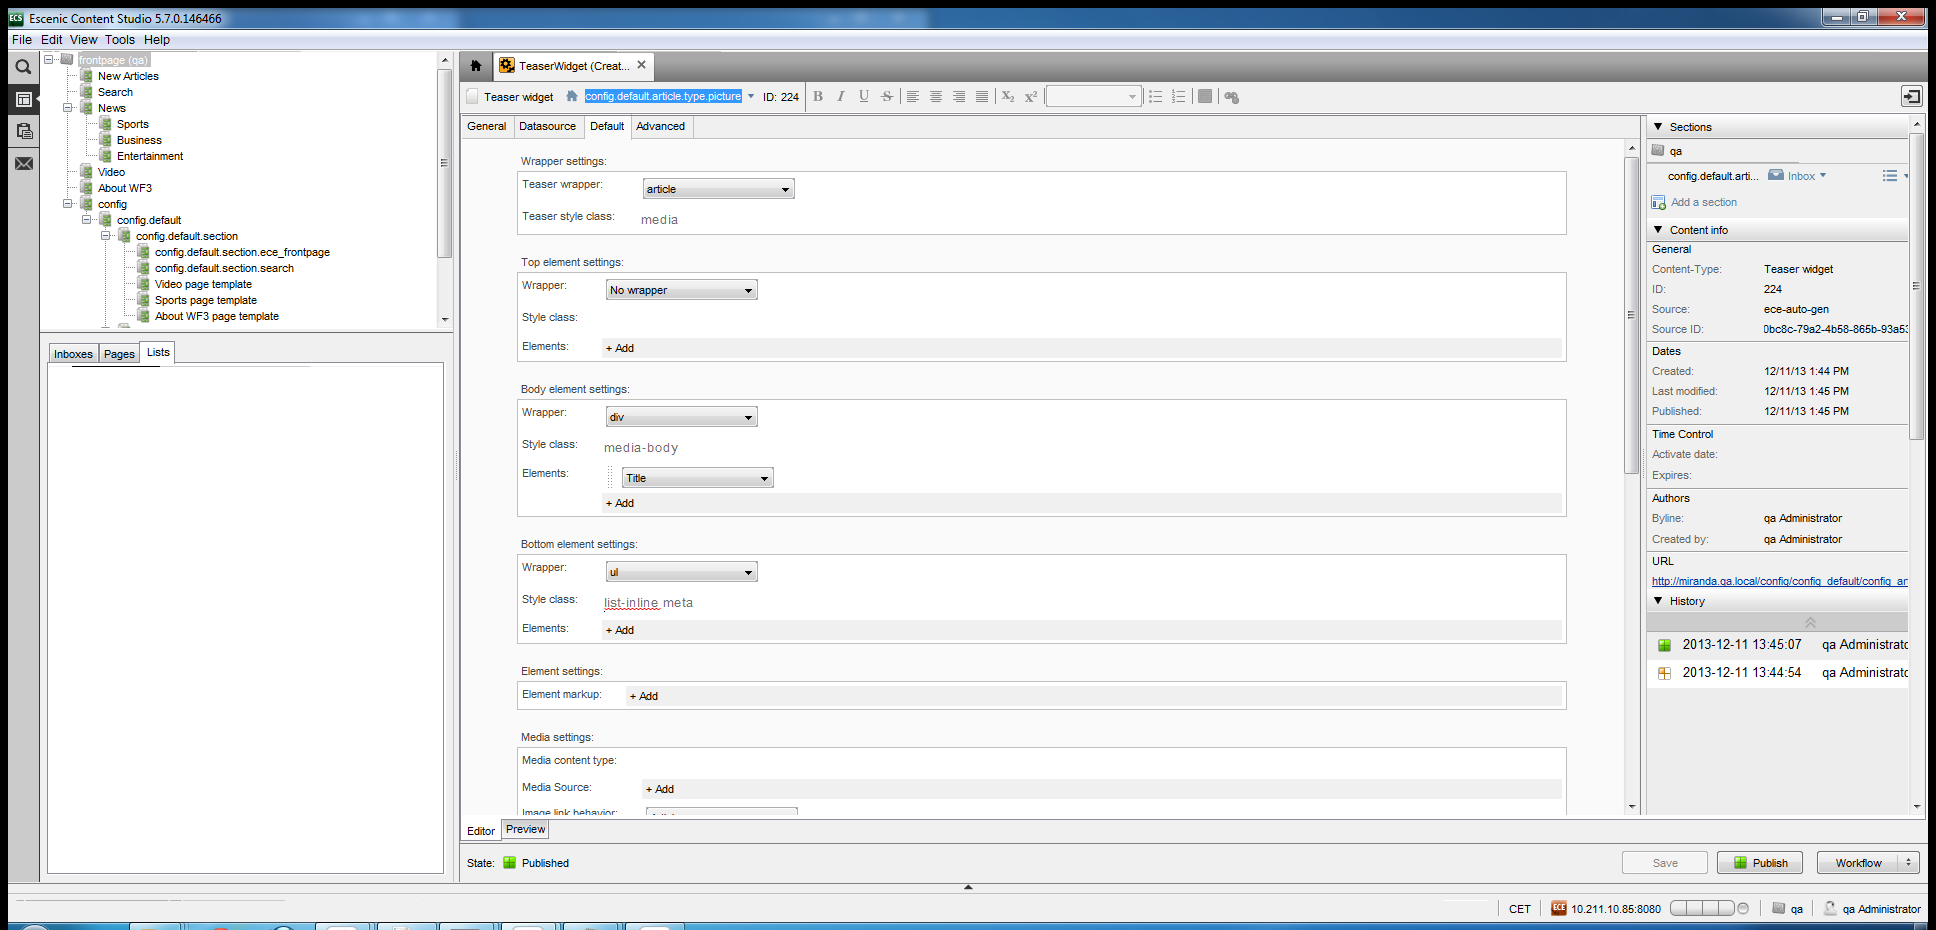 Escenic Content Studio 5.7.0.146466
File Edit View Tools Help
frontpage (qa)
New Articles
Search
News
Sports
Business
Entertainment
Video
About WF3
config
config.default
config.default.section
config.default.section.ece_frontpage
config.default.section.search
Video page template
Sports page template
About WF3 page template
Inboxes Pages Lists
TeaserWidget (Creat...
Teaser widget config.default.article.type.picture ID: 224
General Datasource Default Advanced
Wrapper settings:
Teaser wrapper: article
Teaser style class: media
Top element settings:
Wrapper: No wrapper
Style class:
Elements: + Add
Body element settings:
Wrapper: div
Style class: media-body
Elements: Title
+ Add
Bottom element settings:
Wrapper: ul
Style class: list-inline meta
Elements: + Add
Element settings:
Element markup: + Add
Media settings:
Media content type:
Media Source: + Add
Image link behavior:
Editor Preview
State: Published
Save Publish Workflow
Sections
qa
config.default.arti... Inbox
Add a section
Content info
General
Content-Type: Teaser widget
ID: 224
Source: ece-auto-gen
Source ID: 0bc8c-79a2-4b58-865b-93a53
Dates
Created: 12/11/13 1:44 PM
Last modified: 12/11/13 1:45 PM
Published: 12/11/13 1:45 PM
Time Control
Activate date:
Expires:
Authors
Byline: qa Administrator
Created by: qa Administrator
URL
http://miranda.qa.local/config/config_default/config_ar
History
2013-12-11 13:45:07 qa Administrato
2013-12-11 13:44:54 qa Administrato
CET ECE 10.211.10.85:8080 qa qa Administrator